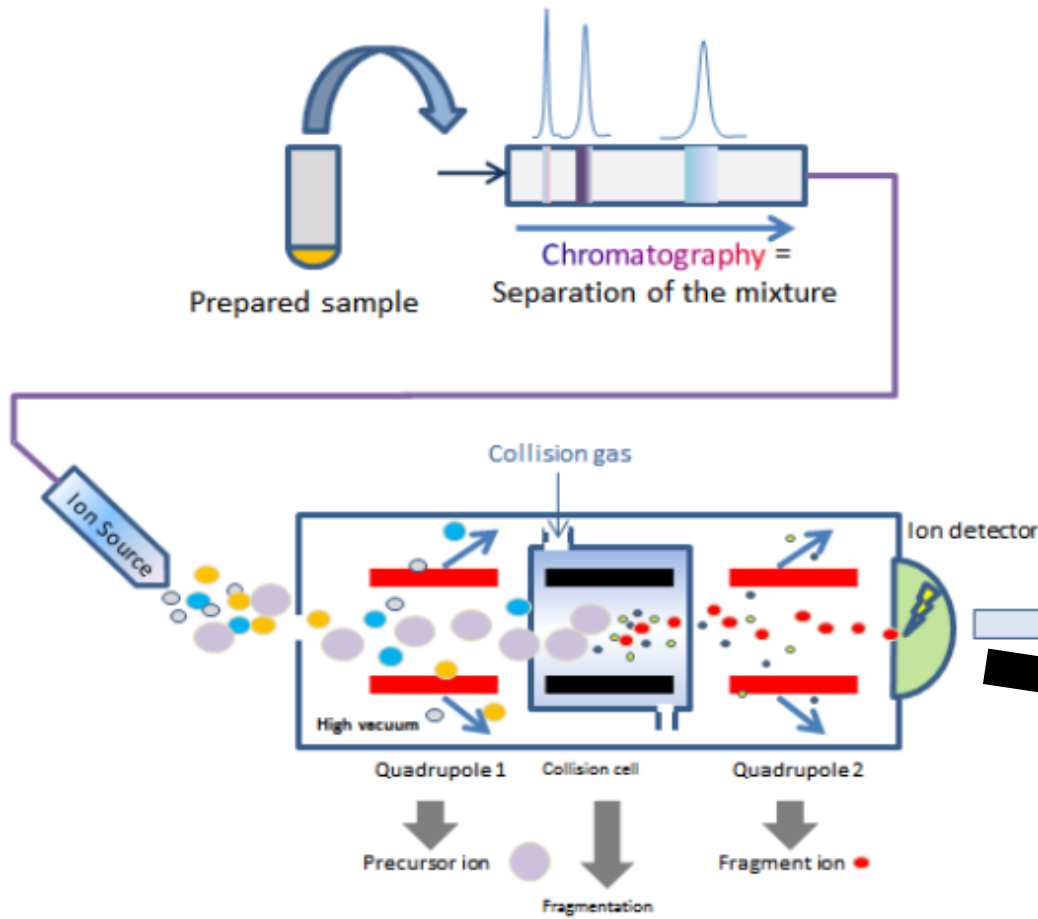 Prepared sample
Chromatography =
Separation of the mixture
Collision gas
Ion Source
Ion detector
High vacuum
Quadrupole 1
Collision cell
Quadrupole 2
Precursor ion
Fragment ion
Fragmentation